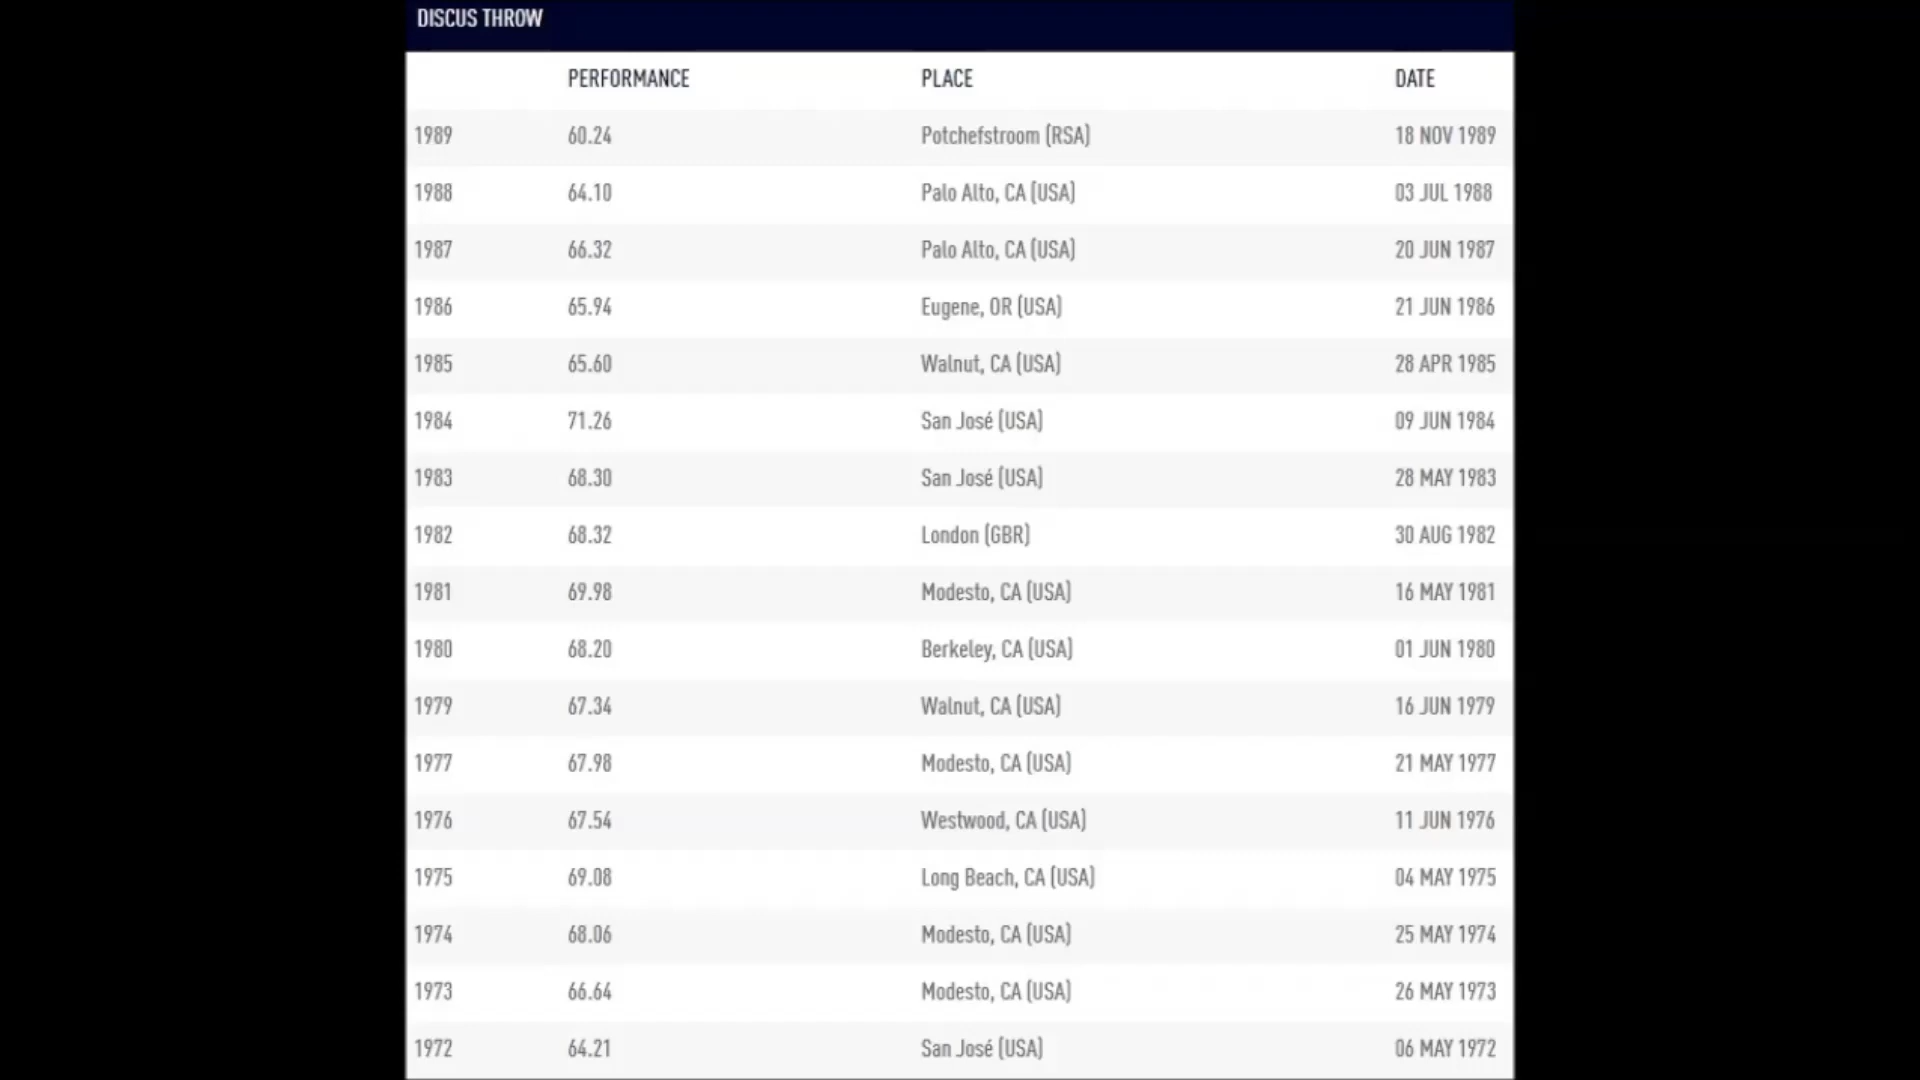 DISCUS THROW
PERFORMANCE PLACE DATE
1989 60.24 Potchefstroom (RSA) 18 NOV 1989
1988 64.10 Palo Alto, CA (USA) 03 JUL 1988
1987 66.32 Palo Alto, CA (USA) 20 JUN 1987
1986 65.94 Eugene, OR (USA) 21 JUN 1986
1985 65.60 Walnut, CA (USA) 28 APR 1985
1984 71.26 San José (USA) 09 JUN 1984
1983 68.30 San José (USA) 28 MAY 1983
1982 68.32 London (GBR) 30 AUG 1982
1981 69.98 Modesto, CA (USA) 16 MAY 1981
1980 68.20 Berkeley, CA (USA) 01 JUN 1980
1979 67.34 Walnut, CA (USA) 16 JUN 1979
1977 67.98 Modesto, CA (USA) 21 MAY 1977
1976 67.54 Westwood, CA (USA) 11 JUN 1976
1975 69.08 Long Beach, CA (USA) 04 MAY 1975
1974 68.06 Modesto, CA (USA) 25 MAY 1974
1973 66.64 Modesto, CA (USA) 26 MAY 1973
1972 64.21 San José (USA) 06 MAY 1972